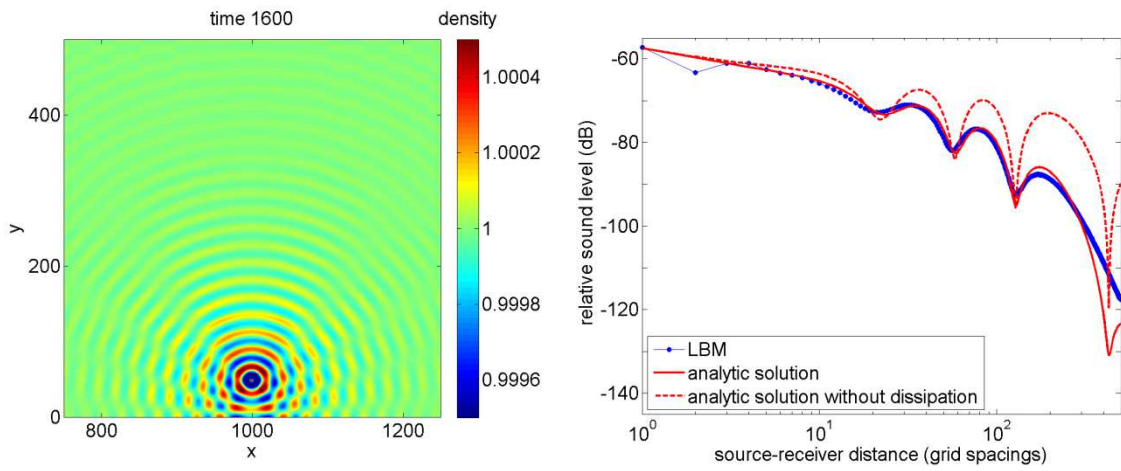 time 1600
density
y
400
200
0
800
1000
1200
x
1.0004
1.0002
1
0.9998
0.9996
relative sound level (dB)
-60
-80
-100
-120
-140
LBM
analytic solution
analytic solution without dissipation
10^0
10^1
10^2
source-receiver distance (grid spacings)